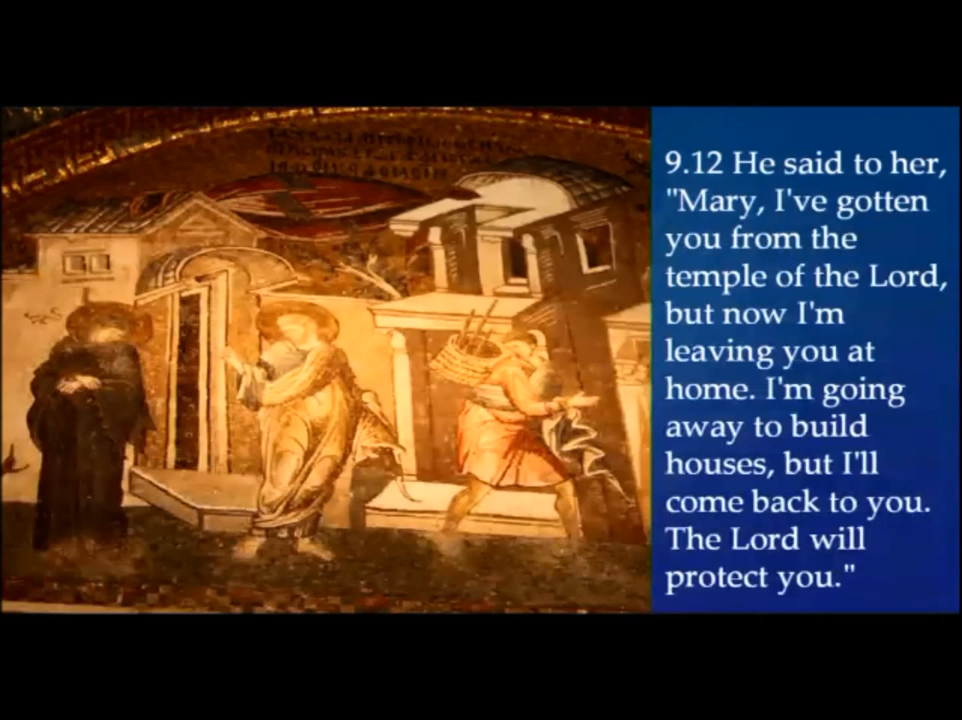 9.12 He said to her,
"Mary, I've gotten
you from the
temple of the Lord,
but now I'm
leaving you at
home. I'm going
away to build
houses, but I'll
come back to you.
The Lord will
protect you."